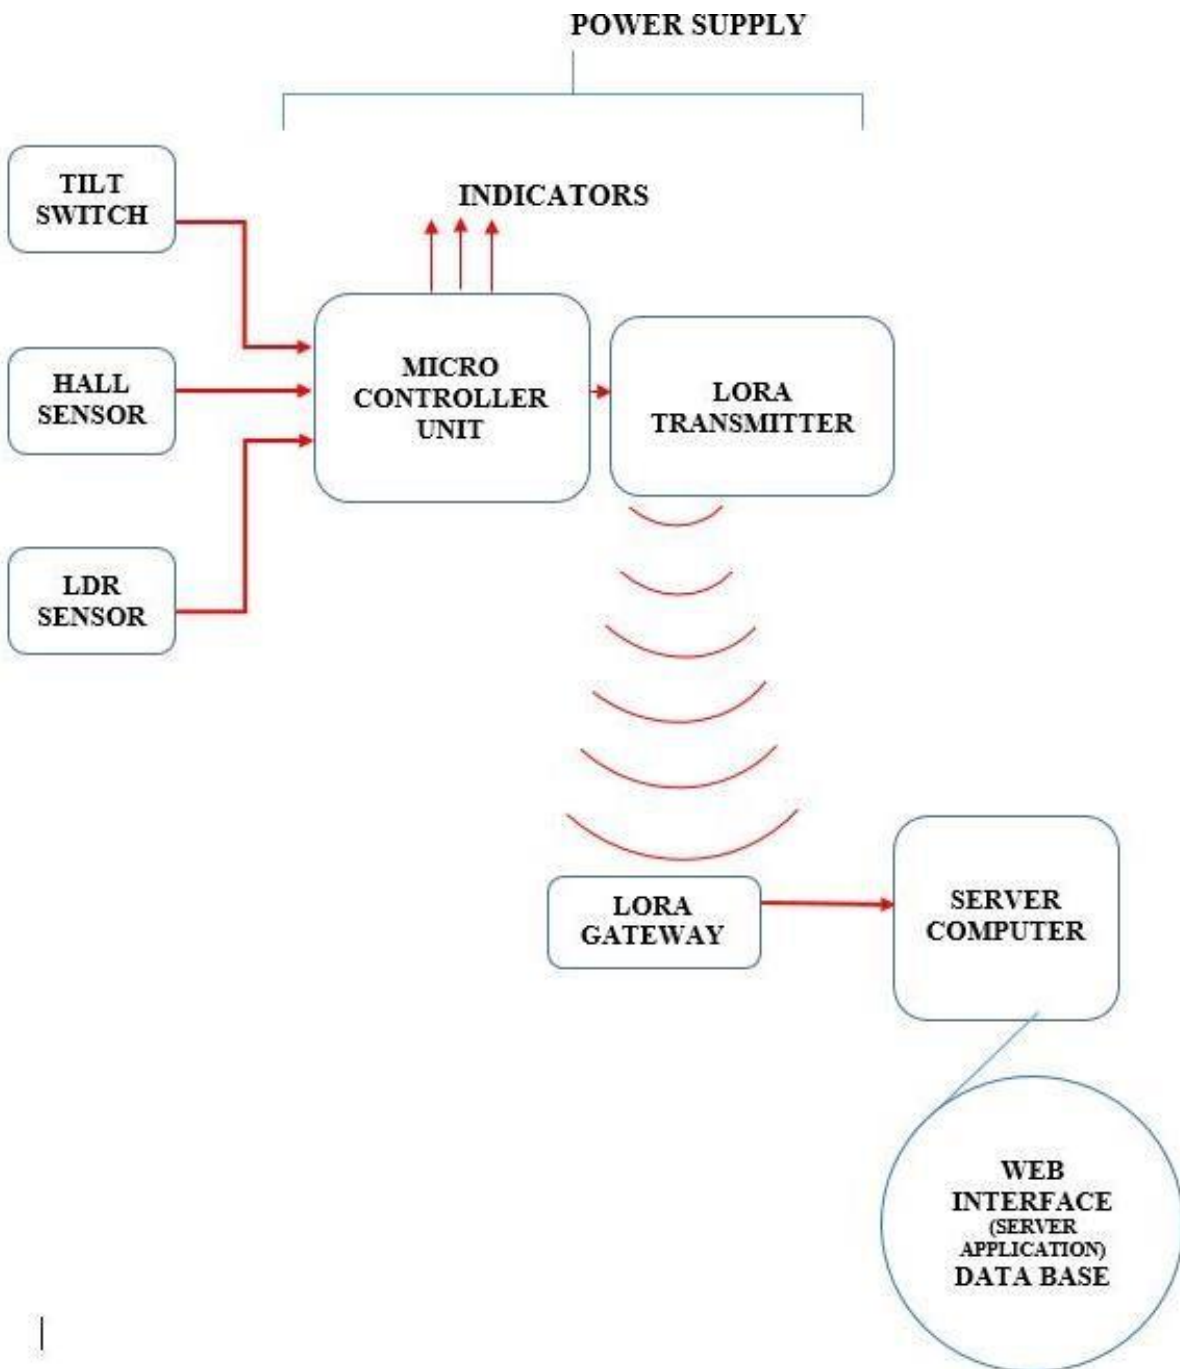 POWER SUPPLY
TILT
SWITCH
INDICATORS
HALL
SENSOR
MICRO
CONTROLLER
UNIT
LORA
TRANSMITTER
LDR
SENSOR
LORA
GATEWAY
SERVER
COMPUTER
WEB
INTERFACE
(SERVER
APPLICATION)
DATA BASE